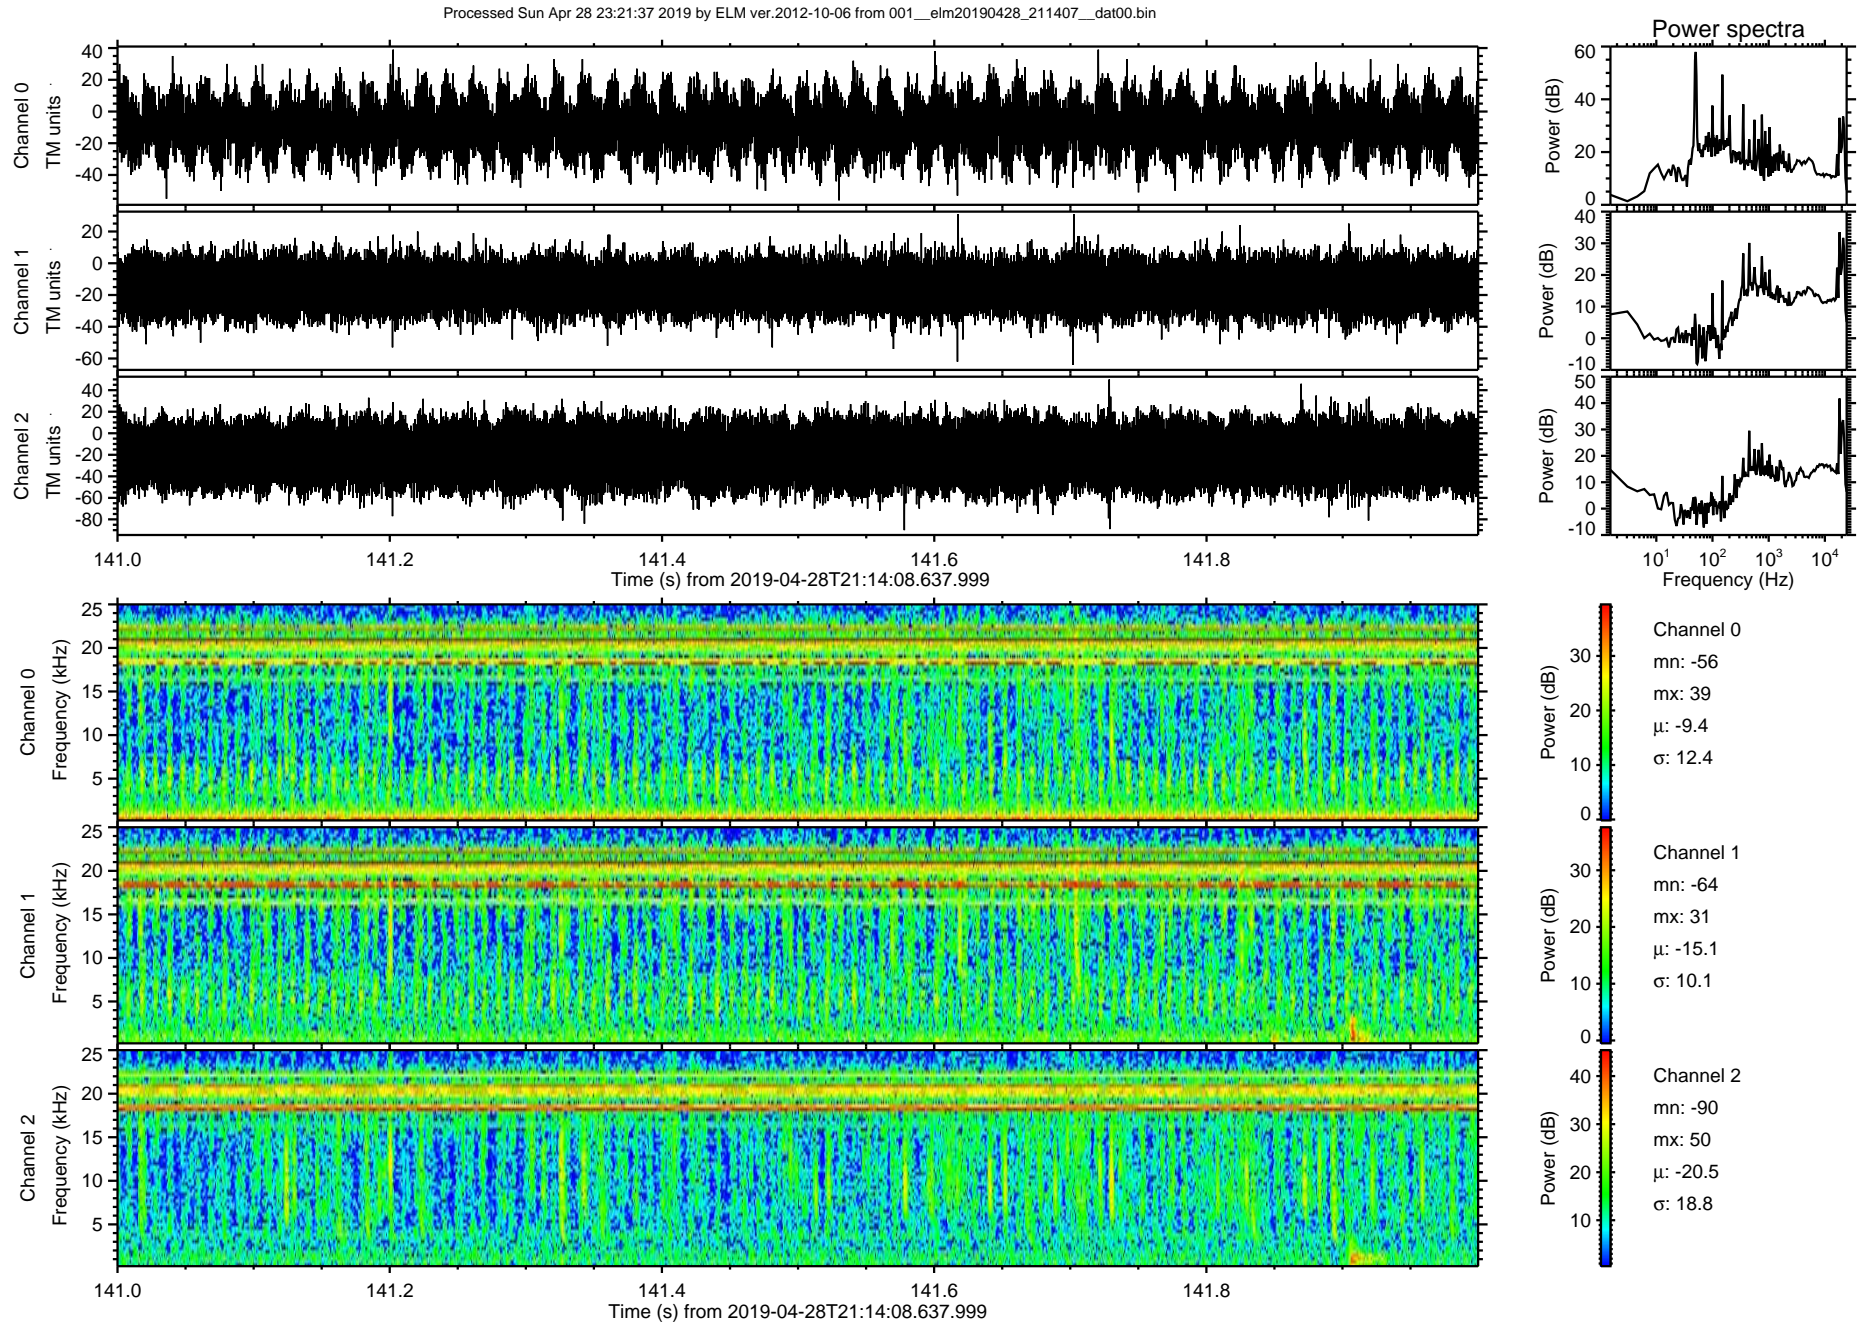 Processed Sun Apr 28 23:21:37 2019 by ELM ver.2012-10-06 from 001__elm20190428_211407__dat00.bin
Power spectra
Channel 0
TM units
40
20
0
-20
-40
Power (dB)
60
40
20
0
Channel 1
TM units
20
0
-20
-40
-60
Power (dB)
40
30
20
10
0
-10
Channel 2
TM units
40
20
0
-20
-40
-60
-80
Power (dB)
50
40
30
20
10
0
-10
141.0 141.2 141.4 141.6 141.8
Time (s) from 2019-04-28T21:14:08.637.999
10^1 10^2 10^3 10^4
Frequency (Hz)
Channel 0
Frequency (kHz)
25
20
15
10
5
Power (dB)
30
20
10
0
Channel 0
mn: -56
mx: 39
μ: -9.4
σ: 12.4
Channel 1
Frequency (kHz)
25
20
15
10
5
Power (dB)
30
20
10
0
Channel 1
mn: -64
mx: 31
μ: -15.1
σ: 10.1
Channel 2
Frequency (kHz)
25
20
15
10
5
Power (dB)
40
30
20
10
Channel 2
mn: -90
mx: 50
μ: -20.5
σ: 18.8
141.0 141.2 141.4 141.6 141.8
Time (s) from 2019-04-28T21:14:08.637.999